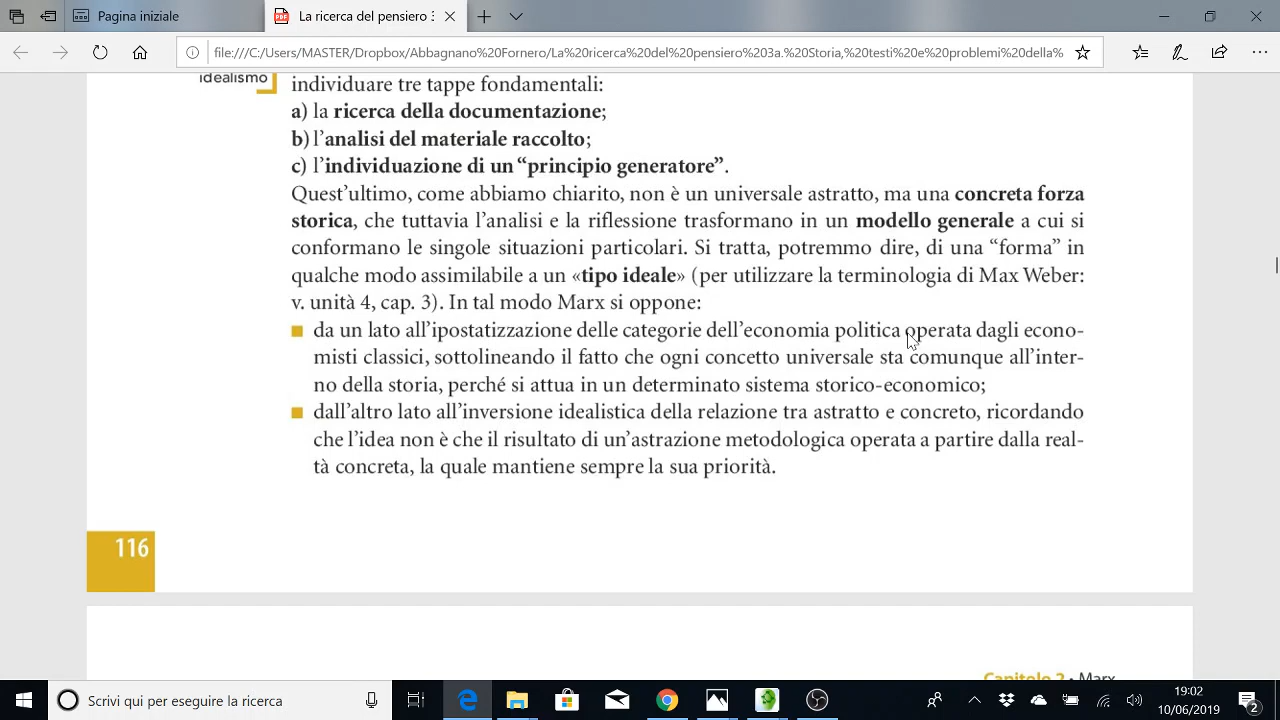 Posta in arrivo - Posta
PDF La ricerca del pensiero 3
file:///C:/Users/MASTER/Dropbox/Abbagnano%20Fornero/La%20ricerca%20del%20pensiero%203a.%20Storia,%20testi%20e%20problemi%20della%
idealismo
individuare tre tappe fondamentali:
a) la ricerca della documentazione;
b) l’analisi del materiale raccolto;
c) l’individuazione di un “principio generatore”.
Quest’ultimo, come abbiamo chiarito, non è un universale astratto, ma una concreta forza
storica, che tuttavia l’analisi e la riflessione trasformano in un modello generale a cui si
conformano le singole situazioni particolari. Si tratta, potremmo dire, di una “forma” in
qualche modo assimilabile a un «tipo ideale» (per utilizzare la terminologia di Max Weber:
v. unità 4, cap. 3). In tal modo Marx si oppone:
da un lato all’ipostatizzazione delle categorie dell’economia politica operata dagli econo-
misti classici, sottolineando il fatto che ogni concetto universale sta comunque all’inter-
no della storia, perché si attua in un determinato sistema storico-economico;
dall’altro lato all’inversione idealistica della relazione tra astratto e concreto, ricordando
che l’idea non è che il risultato di un’astrazione metodologica operata a partire dalla real-
tà concreta, la quale mantiene sempre la sua priorità.
116
Capitolo 2 • Marx
Scrivi qui per eseguire la ricerca
19:02
10/06/2019
2